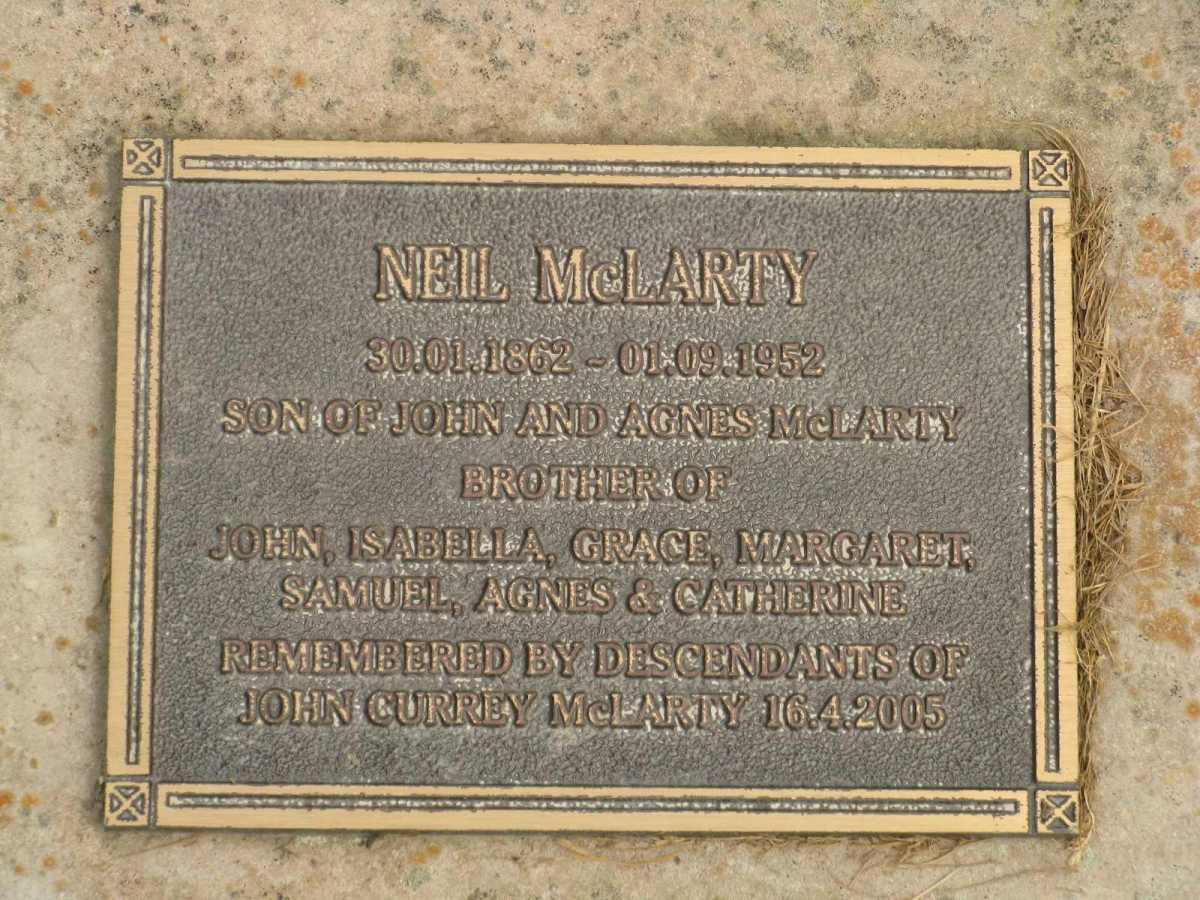 NEIL McLARTY
30.01.1862 - 01.09.1952
SON OF JOHN AND AGNES McLARTY
BROTHER OF
JOHN, ISABELLA, GRACE, MARGARET,
SAMUEL, AGNES & CATHERINE
REMEMBERED BY DESCENDANTS OF
JOHN CURREY McLARTY 16.4.2005